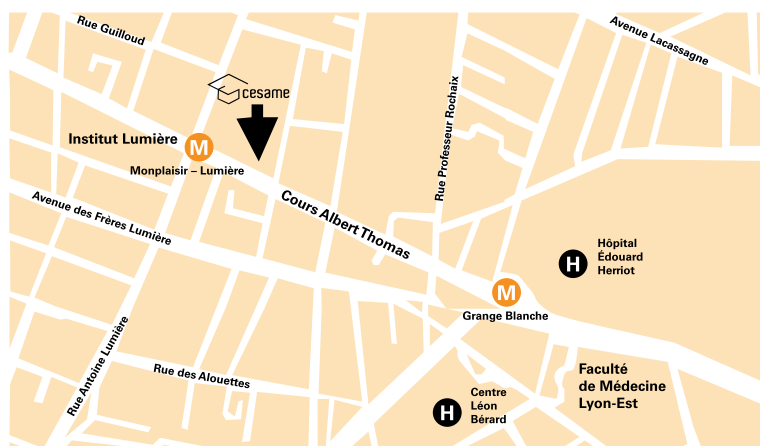 Rue Guilloud
Avenue Lacassagne
cesame
Rue Professeur Rochaix
Institut Lumière
M
Monplaisir – Lumière
Avenue des Frères Lumière
Cours Albert Thomas
H
Hôpital
Édouard
Herriot
M
Grange Blanche
Rue Antoine Lumière
Rue des Alouettes
Faculté
de Médecine
Lyon-Est
H
Centre
Léon
Bérard